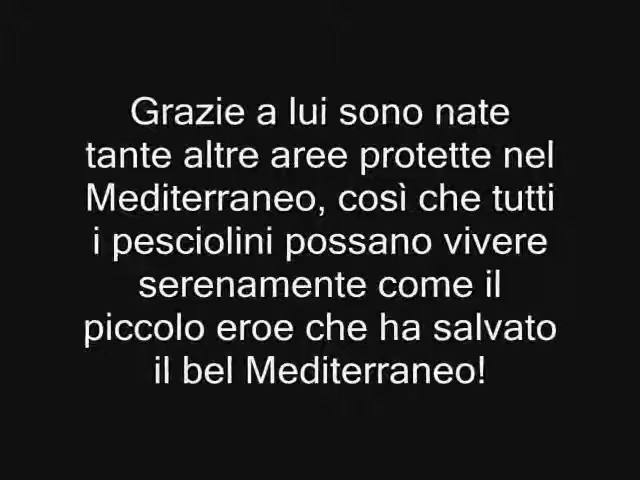 Grazie a lui sono nate
tante altre aree protette nel
Mediterraneo, così che tutti
i pesciolini possano vivere
serenamente come il
piccolo eroe che ha salvato
il bel Mediterraneo!